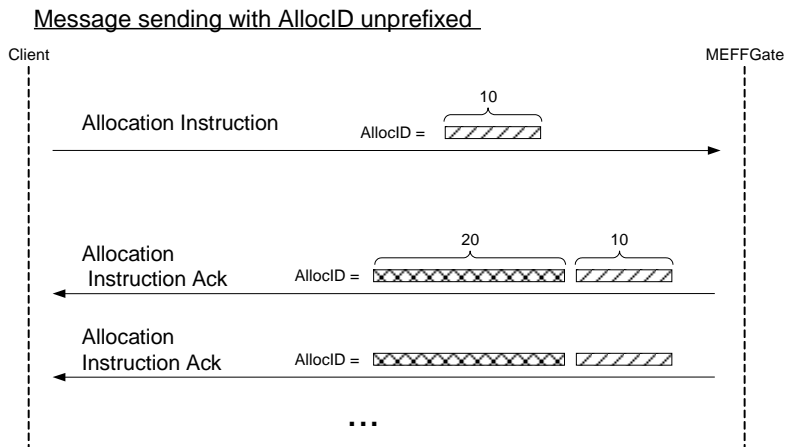 Message sending with AllocID unprefixed
Client MEFFGate
10
Allocation Instruction AllocID =
20 10
Allocation
Instruction Ack AllocID =
Allocation
Instruction Ack AllocID =
...